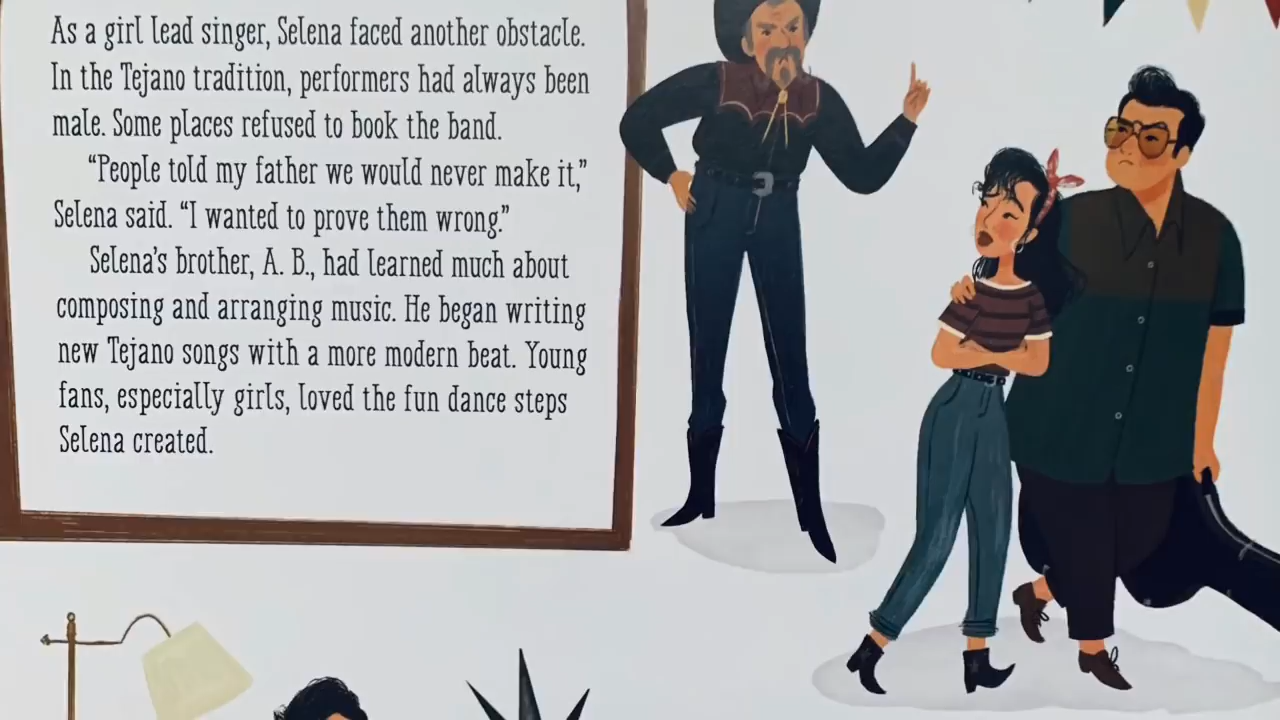 As a girl lead singer, Selena faced another obstacle.
In the Tejano tradition, performers had always been
male. Some places refused to book the band.
“People told my father we would never make it,”
Selena said. “I wanted to prove them wrong.”
Selena’s brother, A. B., had learned much about
composing and arranging music. He began writing
new Tejano songs with a more modern beat. Young
fans, especially girls, loved the fun dance steps
Selena created.